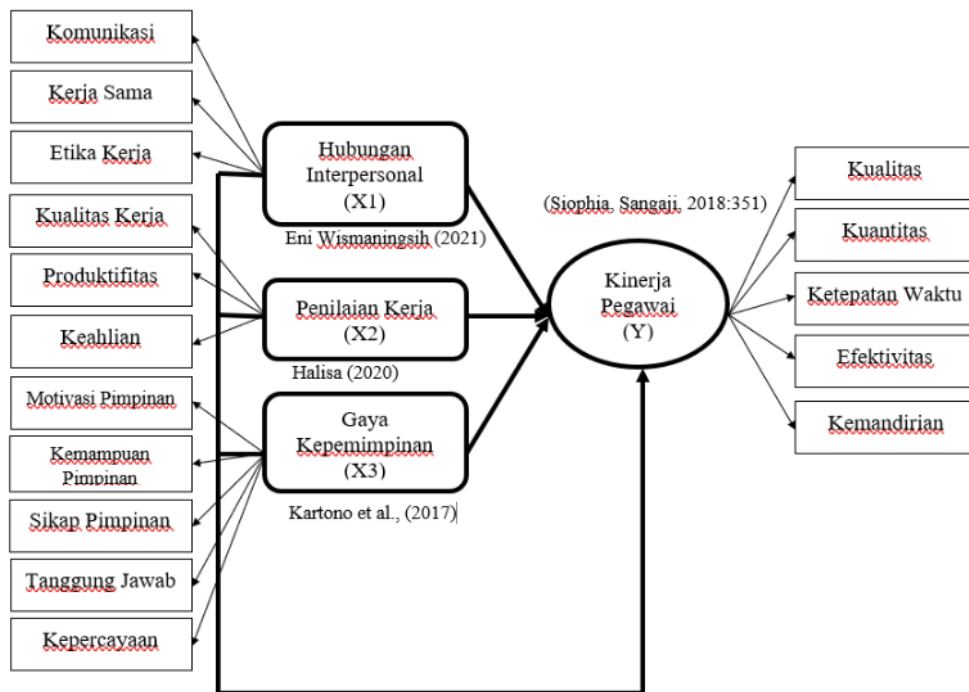 Komunikasi
Kerja Sama
Etika Kerja
Kualitas Kerja
Produktifitas
Keahlian
Motivasi Pimpinan
Kemampuan
Pimpinan
Sikap Pimpinan
Tanggung Jawab
Kepercayaan
Hubungan
Interpersonal
(X1)
Eni Wismaningsih (2021)
Penilaian Kerja
(X2)
Halisa (2020)
Gaya
Kepemimpinan
(X3)
Kartono et al., (2017)
(Siophia, Sangaji, 2018:351)
Kinerja
Pegawai
(Y)
Kualitas
Kuantitas
Ketepatan Waktu
Efektivitas
Kemandirian